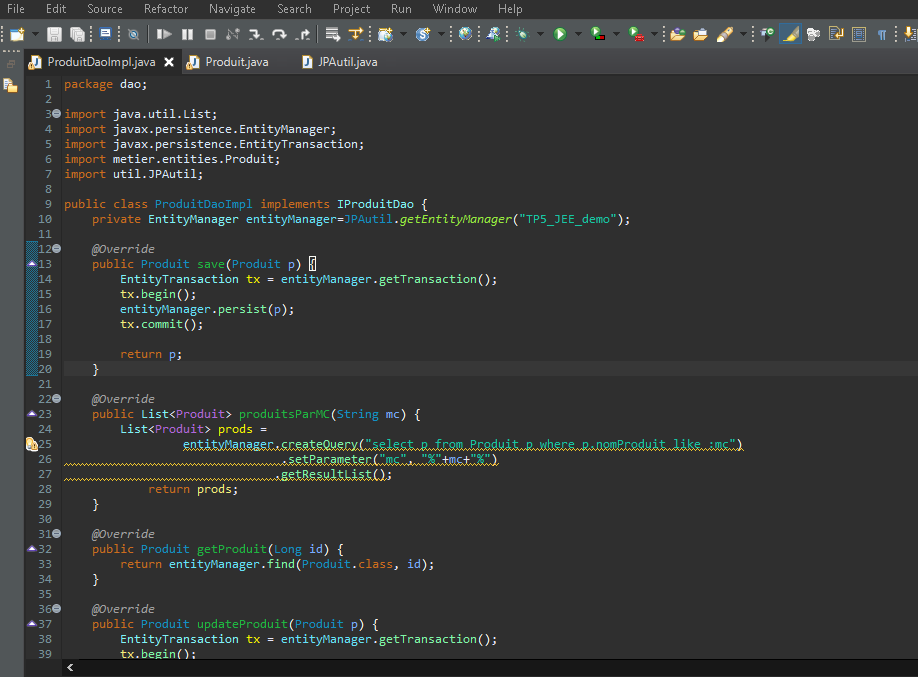 File Edit Source Refactor Navigate Search Project Run Window Help
ProduitDaoImpl.java Produit.java JPAutil.java
1 package dao;
2
3 import java.util.List;
4 import javax.persistence.EntityManager;
5 import javax.persistence.EntityTransaction;
6 import metier.entities.Produit;
7 import util.JPAutil;
8
9 public class ProduitDaoImpl implements IProduitDao {
10 private EntityManager entityManager=JPAutil.getEntityManager("TP5_JEE_demo");
11
12 @Override
13 public Produit save(Produit p) {
14 EntityTransaction tx = entityManager.getTransaction();
15 tx.begin();
16 entityManager.persist(p);
17 tx.commit();
18
19 return p;
20 }
21
22 @Override
23 public List<Produit> produitsParMC(String mc) {
24 List<Produit> prods =
25 entityManager.createQuery("select p from Produit p where p.nomProduit like :mc")
26 .setParameter("mc", "%"+mc+"%")
27 .getResultList();
28 return prods;
29 }
30
31 @Override
32 public Produit getProduit(Long id) {
33 return entityManager.find(Produit.class, id);
34 }
35
36 @Override
37 public Produit updateProduit(Produit p) {
38 EntityTransaction tx = entityManager.getTransaction();
39 tx.begin();